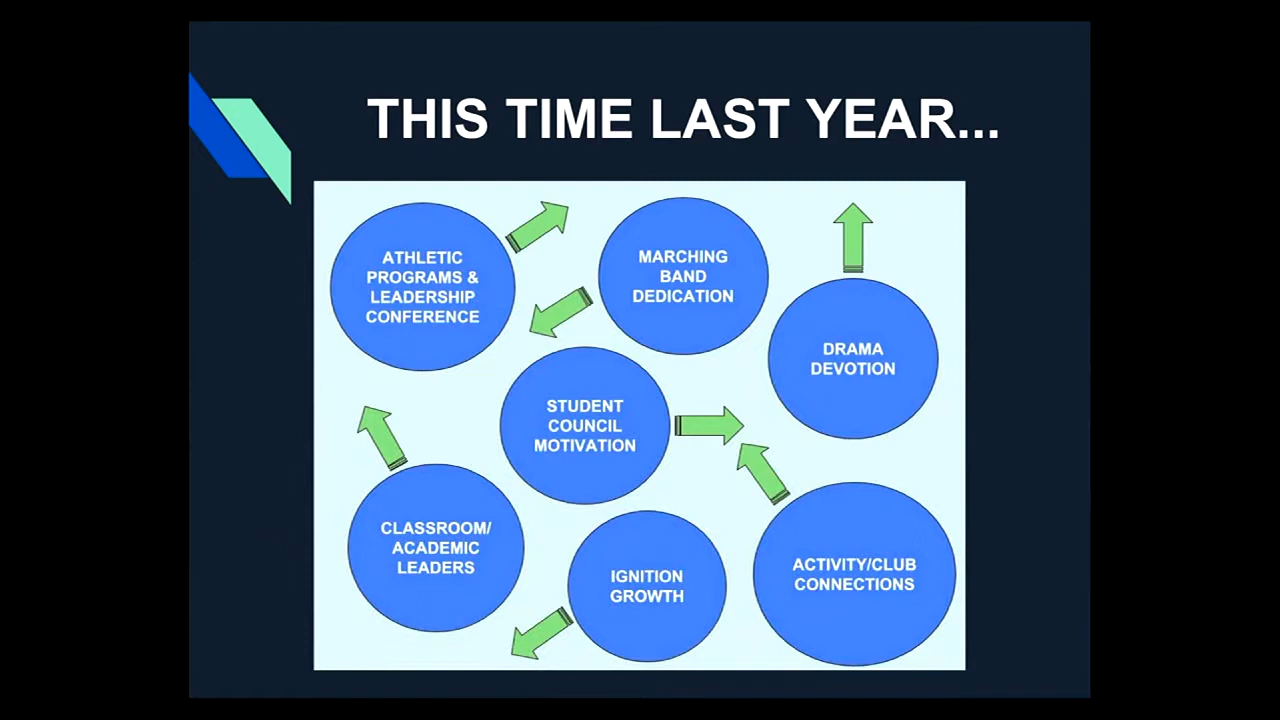 THIS TIME LAST YEAR...
ATHLETIC
PROGRAMS &
LEADERSHIP
CONFERENCE
MARCHING
BAND
DEDICATION
DRAMA
DEVOTION
STUDENT
COUNCIL
MOTIVATION
CLASSROOM/
ACADEMIC
LEADERS
IGNITION
GROWTH
ACTIVITY/CLUB
CONNECTIONS